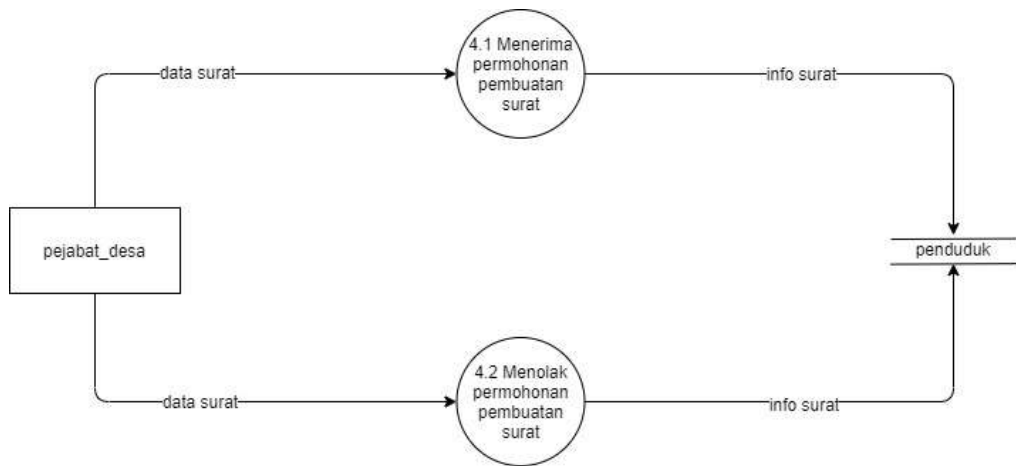 4.1 Menerima
permohonan
pembuatan
surat
data surat
info surat
pejabat_desa
penduduk
4.2 Menolak
permohonan
pembuatan
surat
data surat
info surat